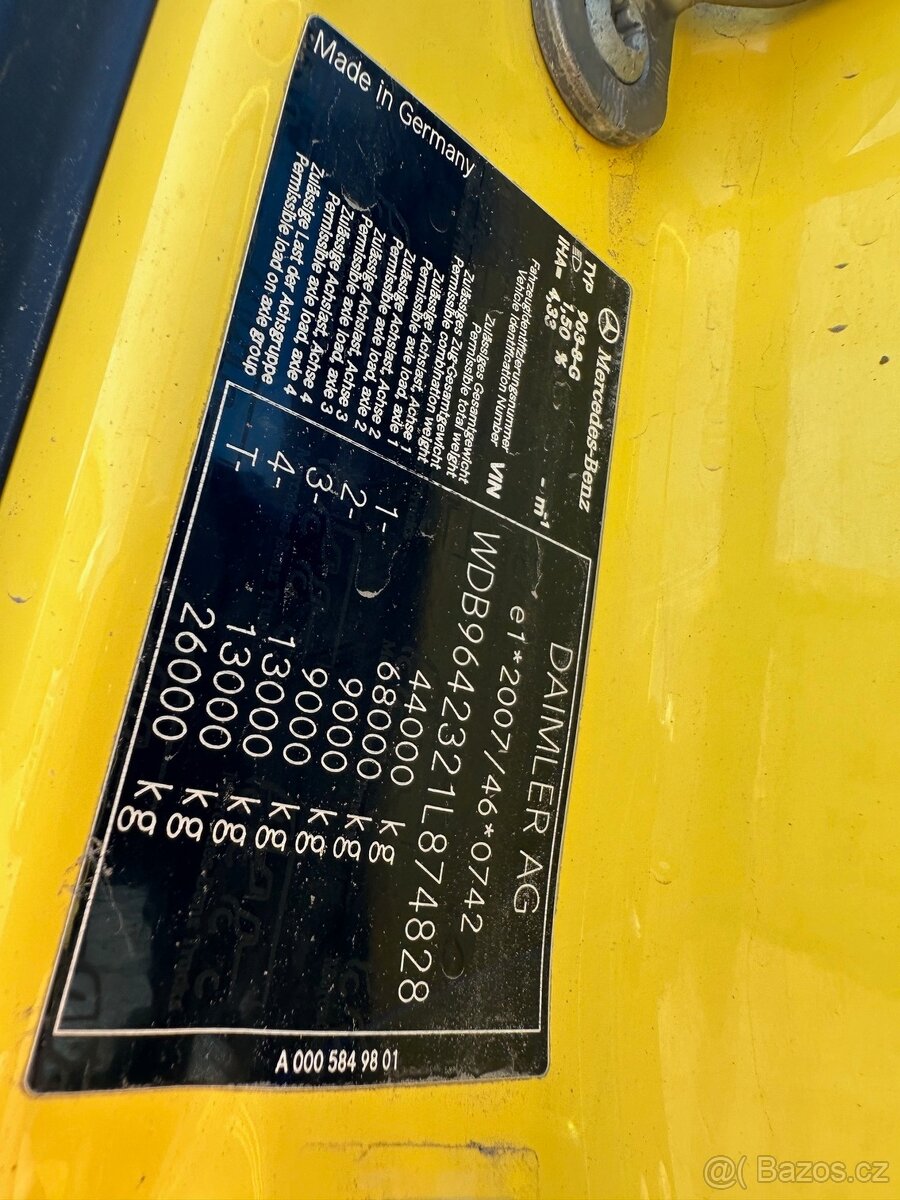 Mercedes-Benz
TYP 963-8-G
1,50 %
iHA= 4,33
- m¹
DAIMLER AG
e1*2007/46*0742
Fahrzeugidentifizierungsnummer
Vehicle Identification Number
VIN
WDB9642321L874828
Zulässiges Gesamtgewicht
Permissible total weight
44000 kg
Zulässiges Zug-Gesamtgewicht
Permissible combination weight
68000 kg
Zulässige Achslast, Achse 1
Permissible axle load, axle 1
1- 9000 kg
Zulässige Achslast, Achse 2
Permissible axle load, axle 2
2- 9000 kg
Zulässige Achslast, Achse 3
Permissible axle load, axle 3
3- 13000 kg
Zulässige Achslast, Achse 4
Permissible axle load, axle 4
4- 13000 kg
Zulässige Last der Achsgruppe
Permissible load on axle group
T- 26000 kg
Made in Germany
A 000 584 98 01
@( Bazos.cz